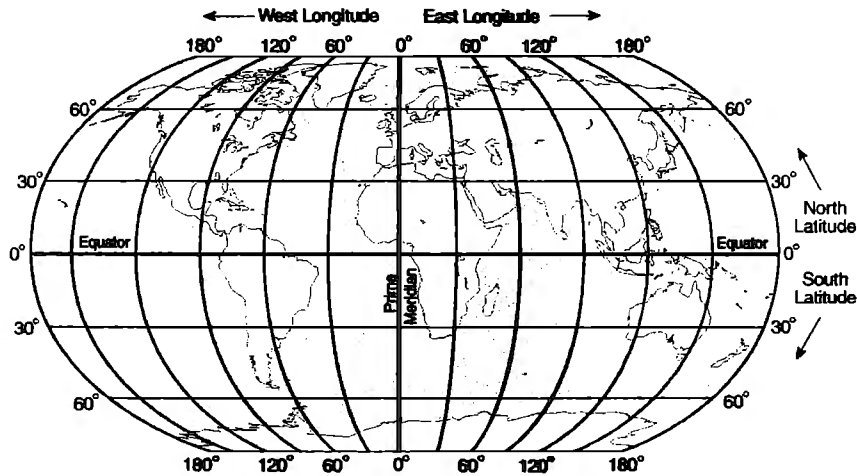 ← West Longitude East Longitude →
180° 120° 60° 0° 60° 120° 180°
60° 60°
30° 30°
North
Latitude
Equator Equator
0° 0°
Prime
Meridian
South
Latitude
30° 30°
60° 60°
180° 120° 60° 0° 60° 120° 180°